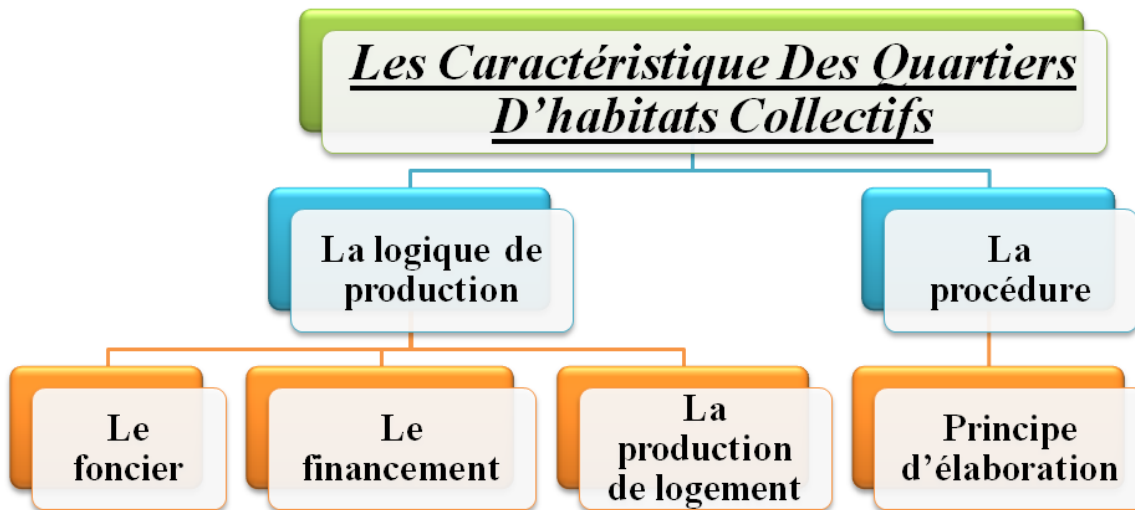 Les Caractéristique Des Quartiers
D’habitats Collectifs
La logique de
production
La
procédure
Le
foncier
Le
financement
La
production
de logement
Principe
d’élaboration